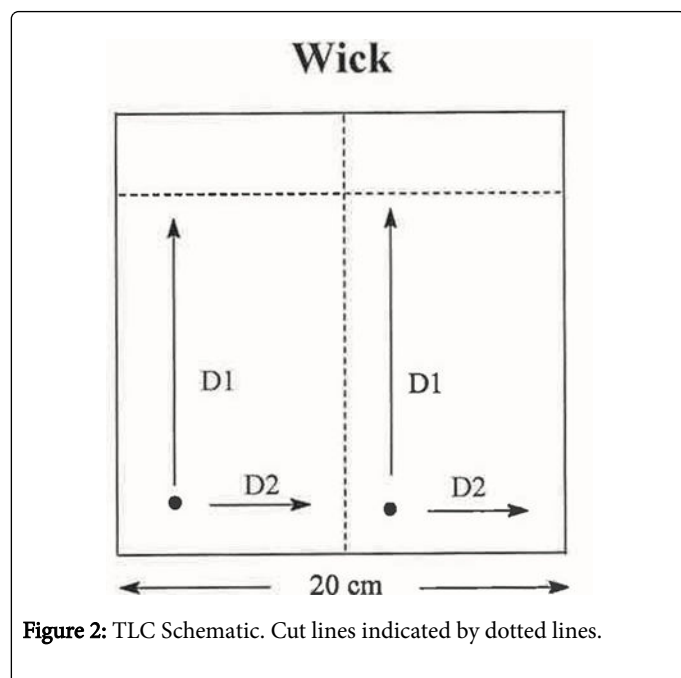 Wick
D1
D1
D2
D2
20 cm
Figure 2: TLC Schematic. Cut lines indicated by dotted lines.